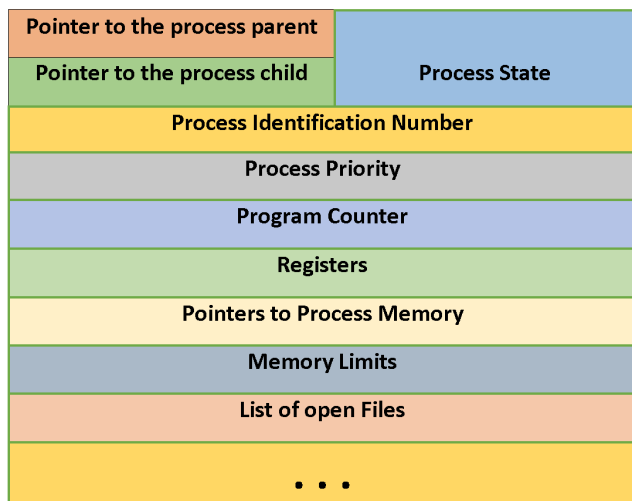 Pointer to the process parent
Pointer to the process child
Process State
Process Identification Number
Process Priority
Program Counter
Registers
Pointers to Process Memory
Memory Limits
List of open Files
. . .